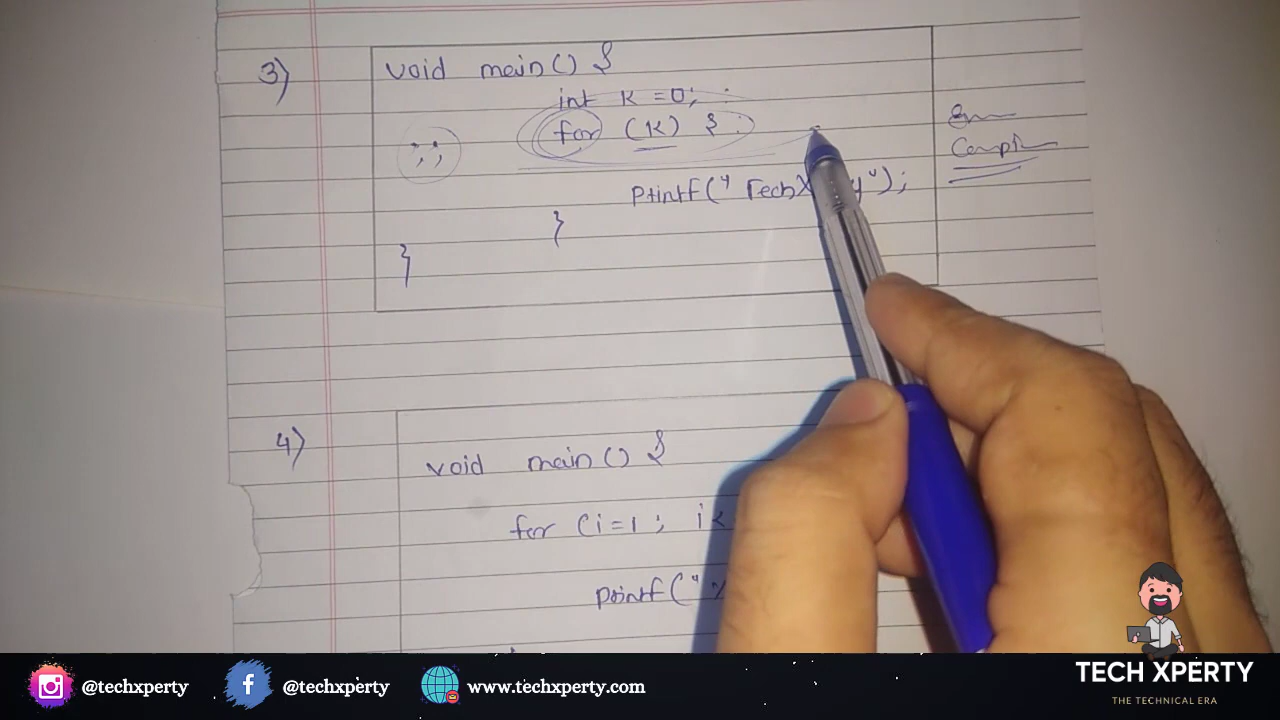 3)
void main() {
int k = 0;
for (k) {
;;
printf(" TechX y");
}
}
Compil
4)
void main() {
for (i=1; i<
printf("%
@techxperty
@techxperty
www.techxperty.com
TECH XPERTY
THE TECHNICAL ERA